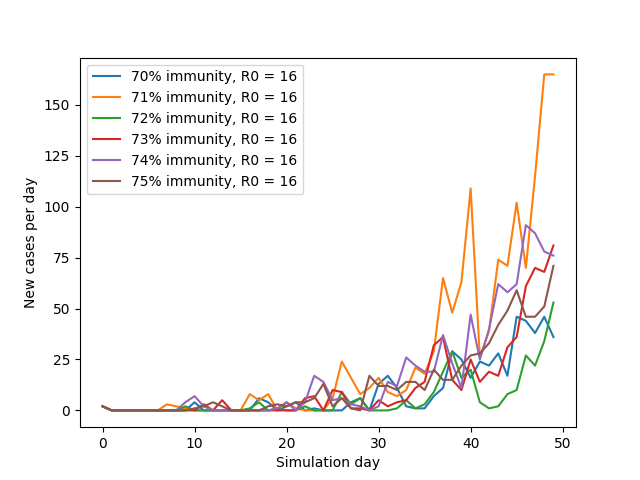 70% immunity, R0 = 16
71% immunity, R0 = 16
72% immunity, R0 = 16
73% immunity, R0 = 16
74% immunity, R0 = 16
75% immunity, R0 = 16
New cases per day
150
125
100
75
50
25
0
0 10 20 30 40 50
Simulation day